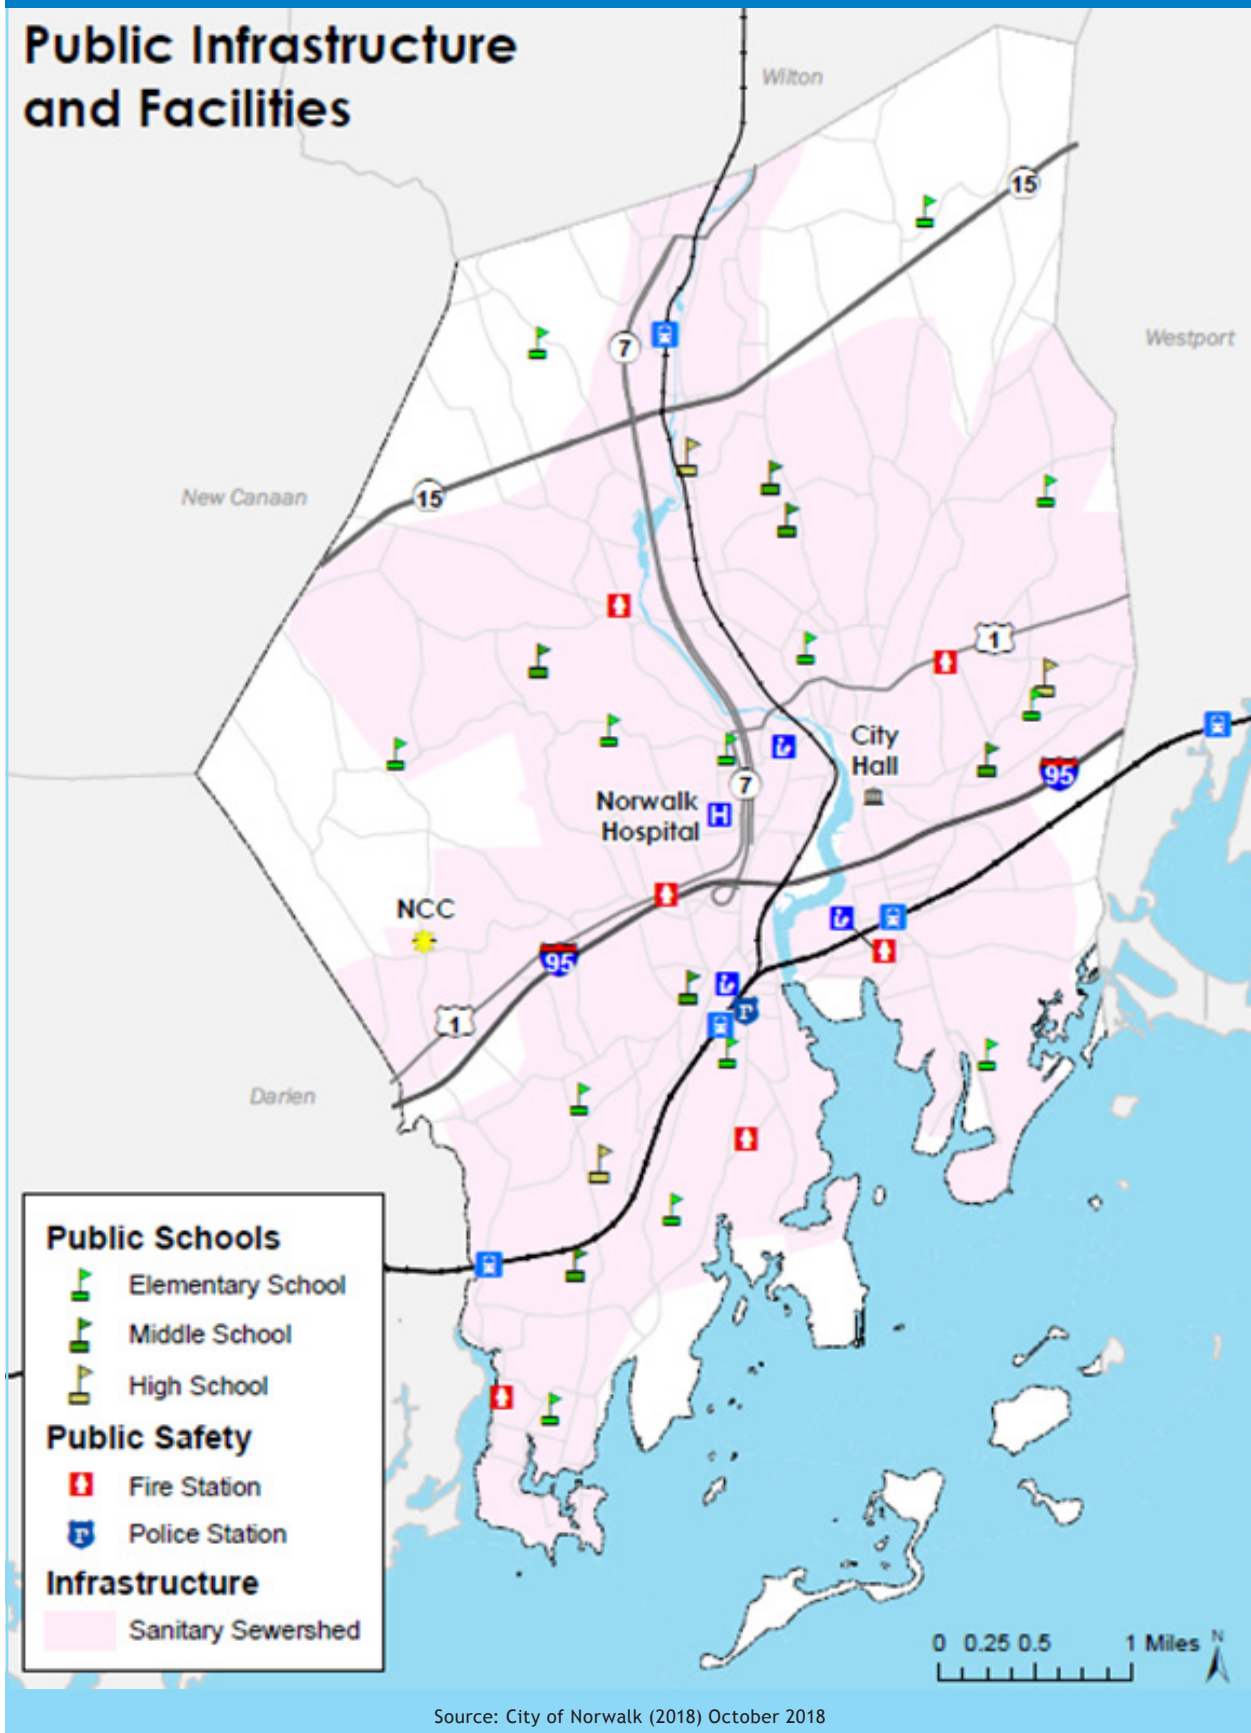 Public Infrastructure
and Facilities
Wilton
15
Westport
7
New Canaan
15
1
City
Hall
95
7
Norwalk
Hospital
H
NCC
95
1
Darien
Public Schools
Elementary School
Middle School
High School
Public Safety
Fire Station
Police Station
Infrastructure
Sanitary Sewershed
0 0.25 0.5 1 Miles
N
Source: City of Norwalk (2018) October 2018